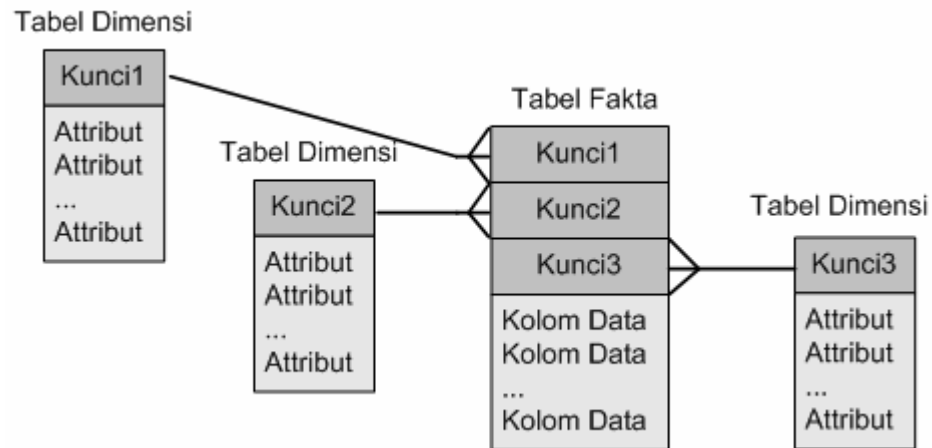 Tabel Dimensi
Kunci1
Attribut
Attribut
...
Attribut
Tabel Dimensi
Kunci2
Attribut
Attribut
...
Attribut
Tabel Fakta
Kunci1
Kunci2
Kunci3
Kolom Data
Kolom Data
...
Kolom Data
Tabel Dimensi
Kunci3
Attribut
Attribut
...
Attribut